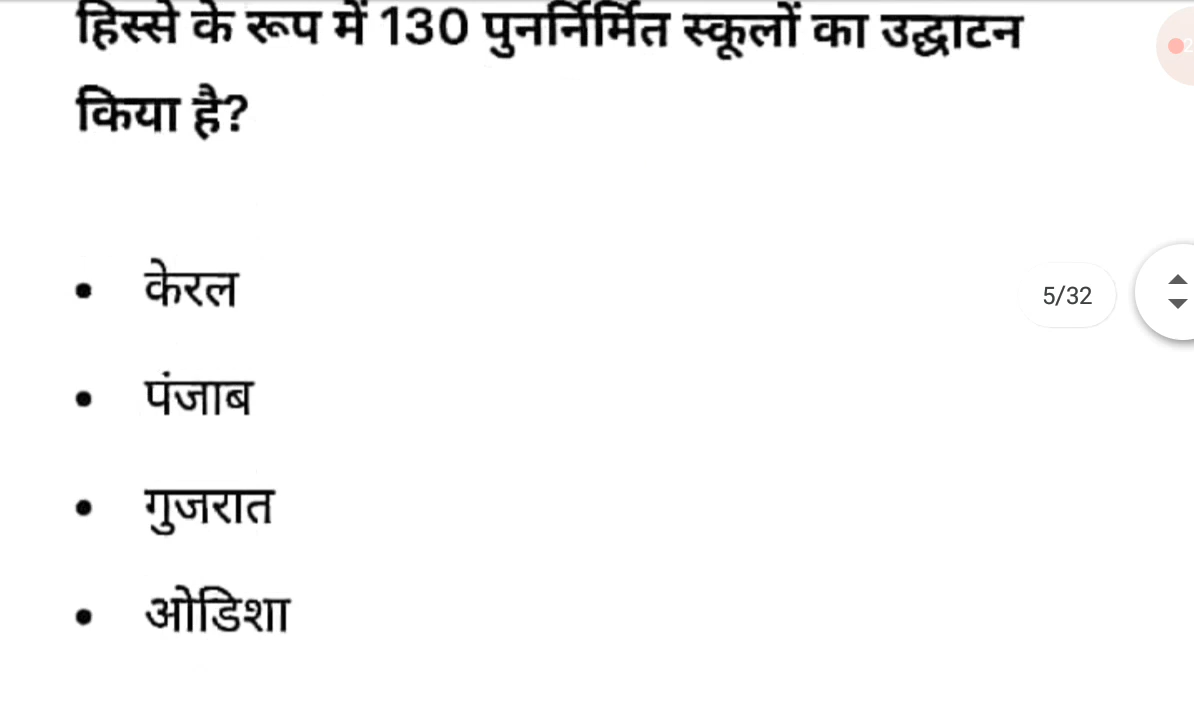 हिस्से के रूप में 130 पुनर्निर्मित स्कूलों का उद्घाटन
किया है?
• केरल
5/32
• पंजाब
• गुजरात
• ओडिशा